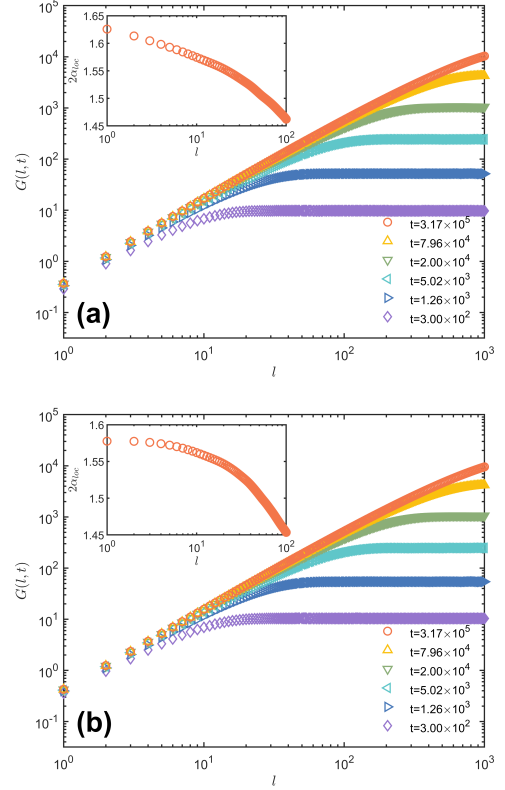 10^5
10^4
10^3
10^2
10^1
10^0
10^-1
G(l,t)
1.65
1.6
1.55
1.5
1.45
2α_loc
10^0
10^1
10^2
l
t=3.17×10^5
t=7.96×10^4
t=2.00×10^4
t=5.02×10^3
t=1.26×10^3
t=3.00×10^2
(a)
10^0
10^1
10^2
10^3
l
10^5
10^4
10^3
10^2
10^1
10^0
10^-1
G(l,t)
1.6
1.55
1.5
1.45
2α_loc
10^0
10^1
10^2
l
t=3.17×10^5
t=7.96×10^4
t=2.00×10^4
t=5.02×10^3
t=1.26×10^3
t=3.00×10^2
(b)
10^0
10^1
10^2
10^3
l